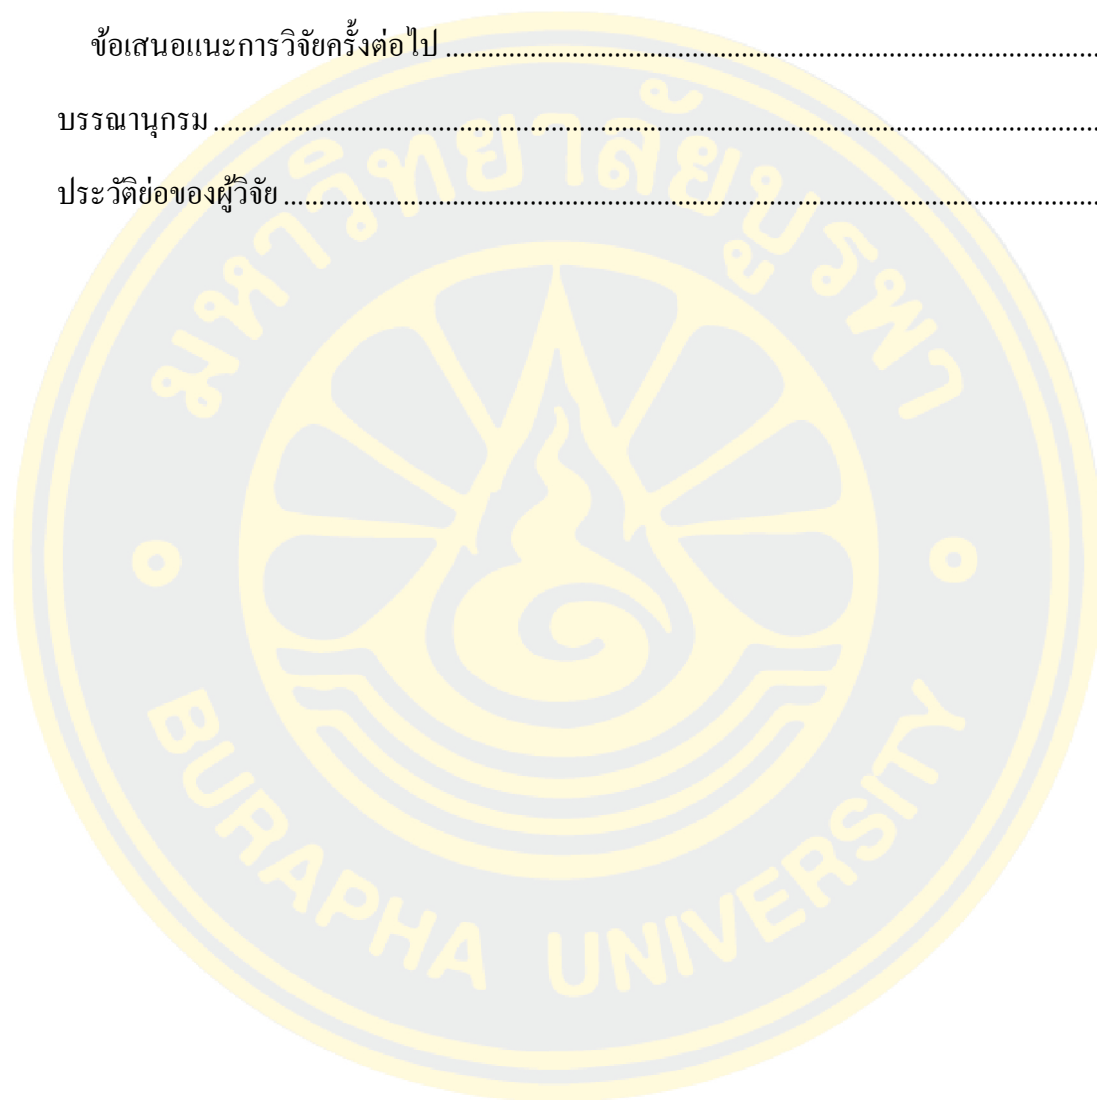 ข้อเสนอแนะการวิจัยครั้งต่อไป ........................................................................
บรรณานุกรม ........................................................................
ประวัติย่อของผู้วิจัย ........................................................................
มหาวิทยาลัยบูรพา
BURAPHA UNIVERSITY